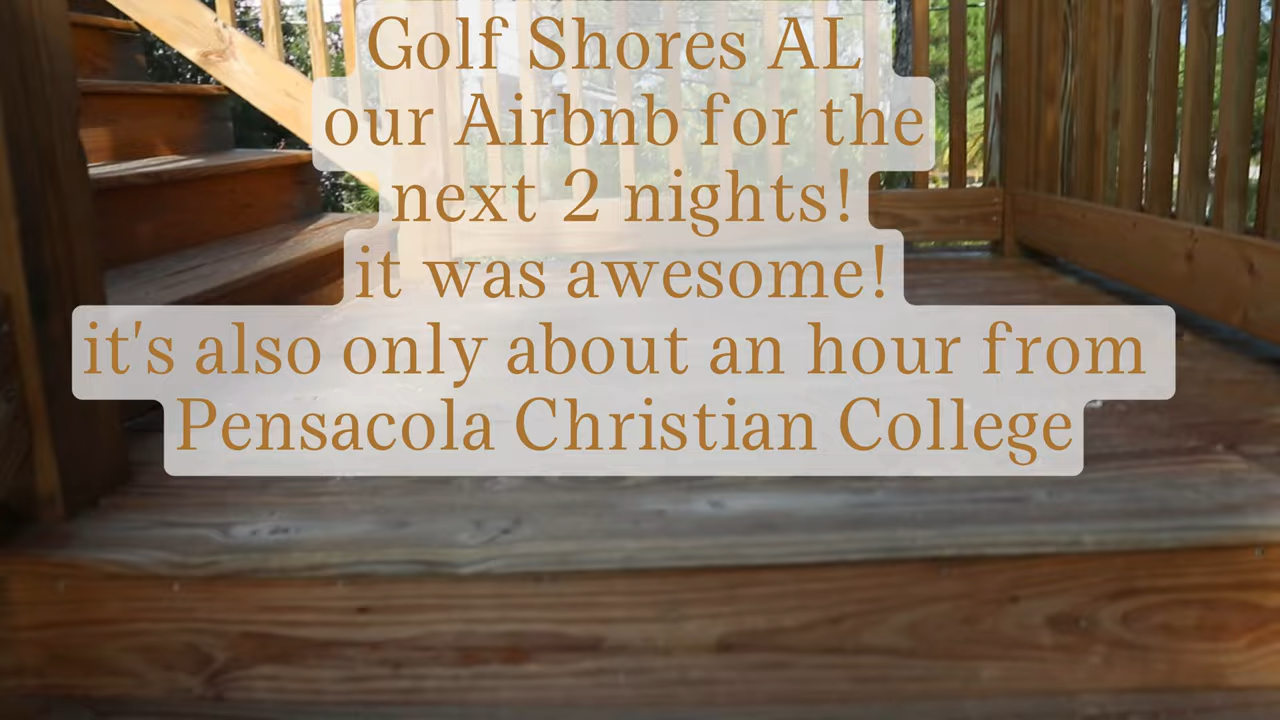 Golf Shores AL
our Airbnb for the
next 2 nights!
it was awesome!
it's also only about an hour from
Pensacola Christian College